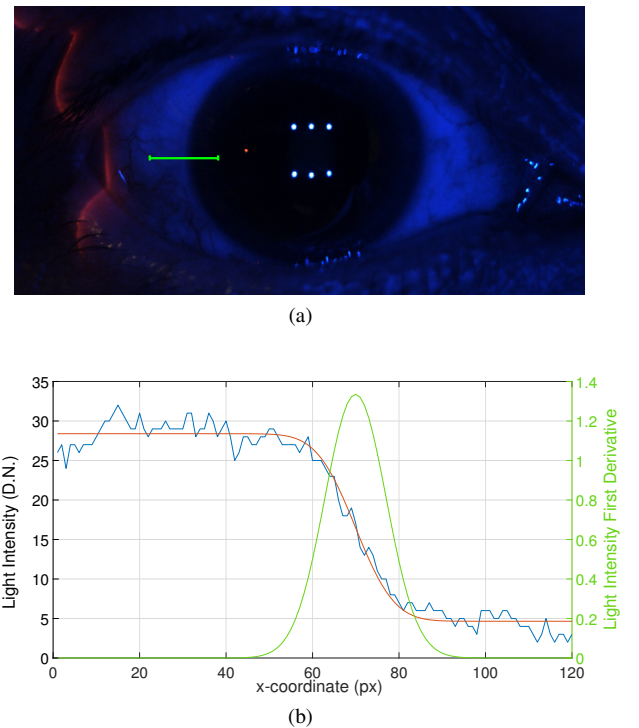 (a)
35
30
25
20
15
10
5
0
Light Intensity (D.N.)
0 20 40 60 80 100 120
x-coordinate (px)
1.4
1.2
1
0.8
0.6
0.4
0.2
0
Light Intensity First Derivative
(b)